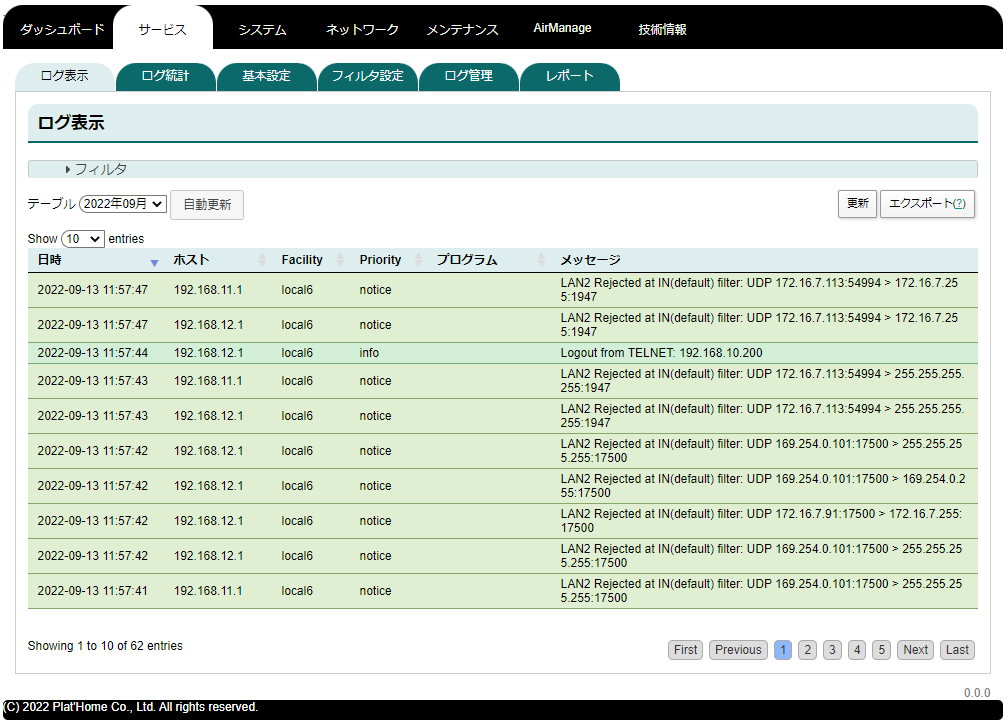 ダッシュボード サービス システム ネットワーク メンテナンス AirManage 技術情報
ログ表示 ログ統計 基本設定 フィルタ設定 ログ管理 レポート
ログ表示
フィルタ
テーブル 2022年09月 自動更新 更新 エクスポート(?)
Show 10 entries
日時 ホスト Facility Priority プログラム メッセージ
2022-09-13 11:57:47 192.168.11.1 local6 notice LAN2 Rejected at IN(default) filter: UDP 172.16.7.113:54994 > 172.16.7.25
5:1947
2022-09-13 11:57:47 192.168.12.1 local6 notice LAN2 Rejected at IN(default) filter: UDP 172.16.7.113:54994 > 172.16.7.25
5:1947
2022-09-13 11:57:44 192.168.12.1 local6 info Logout from TELNET: 192.168.10.200
2022-09-13 11:57:43 192.168.11.1 local6 notice LAN2 Rejected at IN(default) filter: UDP 172.16.7.113:54994 > 255.255.255.
255:1947
2022-09-13 11:57:43 192.168.12.1 local6 notice LAN2 Rejected at IN(default) filter: UDP 172.16.7.113:54994 > 255.255.255.
255:1947
2022-09-13 11:57:42 192.168.12.1 local6 notice LAN2 Rejected at IN(default) filter: UDP 169.254.0.101:17500 > 255.255.25
5.255:17500
2022-09-13 11:57:42 192.168.12.1 local6 notice LAN2 Rejected at IN(default) filter: UDP 169.254.0.101:17500 > 169.254.0.2
55:17500
2022-09-13 11:57:42 192.168.12.1 local6 notice LAN2 Rejected at IN(default) filter: UDP 172.16.7.91:17500 > 172.16.7.255:
17500
2022-09-13 11:57:42 192.168.12.1 local6 notice LAN2 Rejected at IN(default) filter: UDP 169.254.0.101:17500 > 255.255.25
5.255:17500
2022-09-13 11:57:41 192.168.11.1 local6 notice LAN2 Rejected at IN(default) filter: UDP 169.254.0.101:17500 > 255.255.25
5.255:17500
Showing 1 to 10 of 62 entries First Previous 1 2 3 4 5 Next Last
0.0.0
(C) 2022 Plat'Home Co., Ltd. All rights reserved.